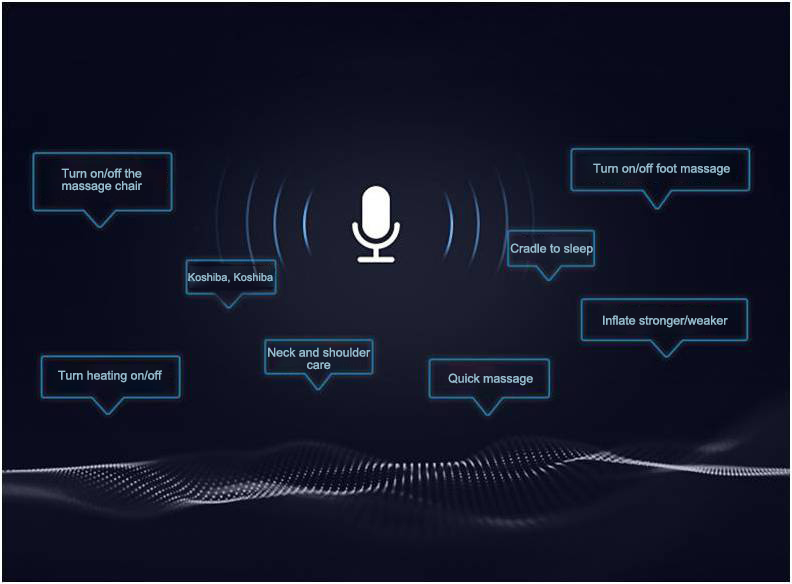 Turn on/off the
massage chair
Turn on/off foot massage
Cradle to sleep
Koshiba, Koshiba
Inflate stronger/weaker
Neck and shoulder
care
Turn heating on/off
Quick massage